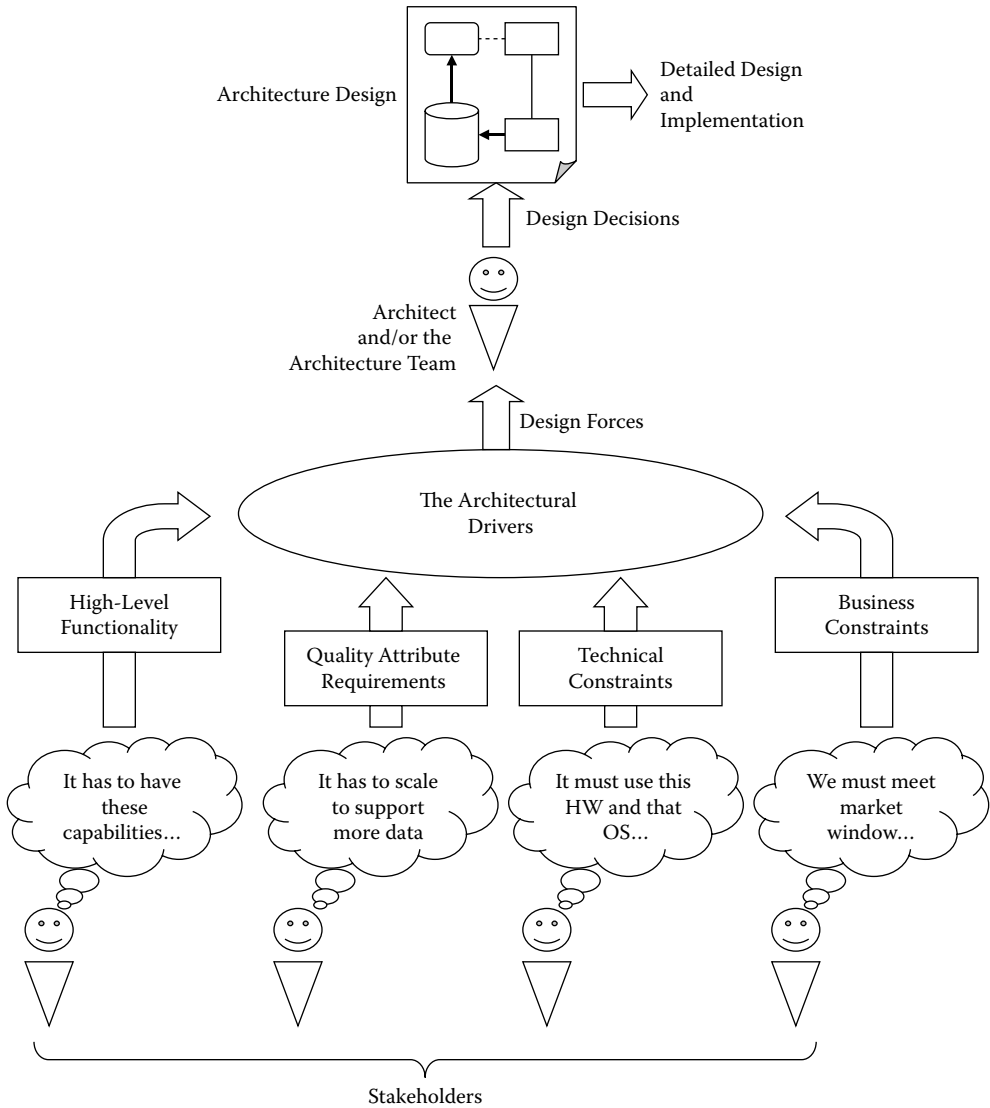 Architecture Design
Detailed Design
and
Implementation
Design Decisions
Architect
and/or the
Architecture Team
Design Forces
The Architectural
Drivers
High-Level
Functionality
Quality Attribute
Requirements
Technical
Constraints
Business
Constraints
It has to have
these
capabilities…
It has to scale
to support
more data
It must use this
HW and that
OS…
We must meet
market
window…
Stakeholders